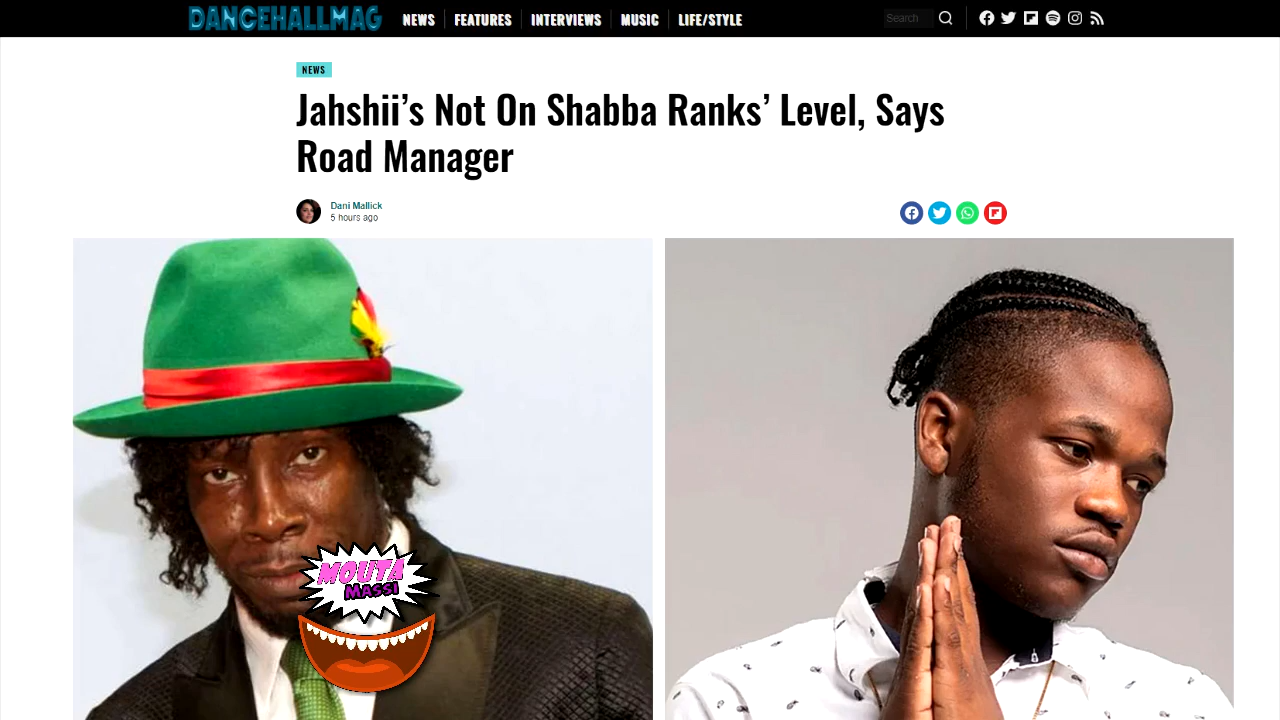 DANCEHALLMAG NEWS FEATURES INTERVIEWS MUSIC LIFE/STYLE Search
NEWS
Jahshii’s Not On Shabba Ranks’ Level, Says
Road Manager
Dani Mallick
5 hours ago
MOUTA
MASSI